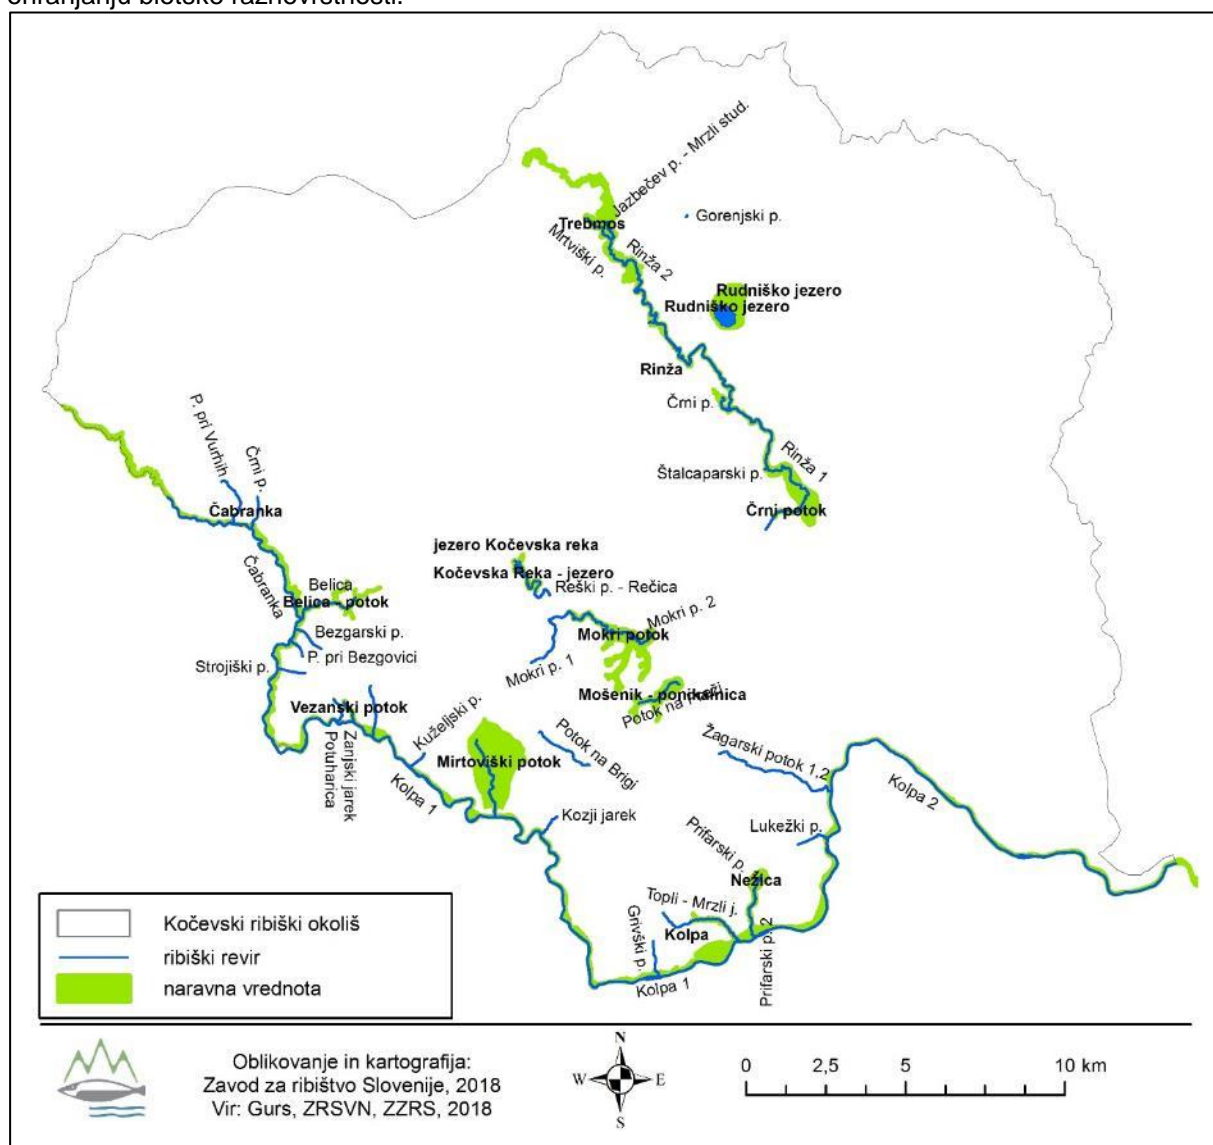 ohranjanju biotske raznovrstnosti.
Jazbečev p. - Mrzli stud.
Gorenjski p.
Trebmos
Mrtviški p.
Rinža 2
Rudniško jezero
Rudniško jezero
Rinža
Črni p.
Rinža 1
Štalcaparski p.
Črni potok
P. pri Vurhih
Črni p.
Čabranka
Čabranka
jezero Kočevska reka
Kočevska Reka - jezero
Reški p. - Rečica
Belica
Belica - potok
Bezgarski p.
P. pri Bezgovici
Strojiški p.
Mokri p. 2
Mokri potok
Mokri p. 1
Mošenik - ponikalnica
Potok na
Vezanski potok
Potuharica
Zanjski jarek
Kuželjski p.
Kolpa 1
Mirtoviški potok
Potok na Brigi
Kozji jarek
Žagarski potok 1,2
Kolpa 2
Lukežki p.
Prifarski p.
Nežica
Topli - Mrzli j.
Kolpa
Grivški p.
Kolpa 1
Prifarski p. 2
Kočevski ribiški okoliš
ribiški revir
naravna vrednota
Oblikovanje in kartografija:
Zavod za ribištvo Slovenije, 2018
Vir: Gurs, ZRSVN, ZZRS, 2018
N
W
E
S
0 2,5 5 10 km